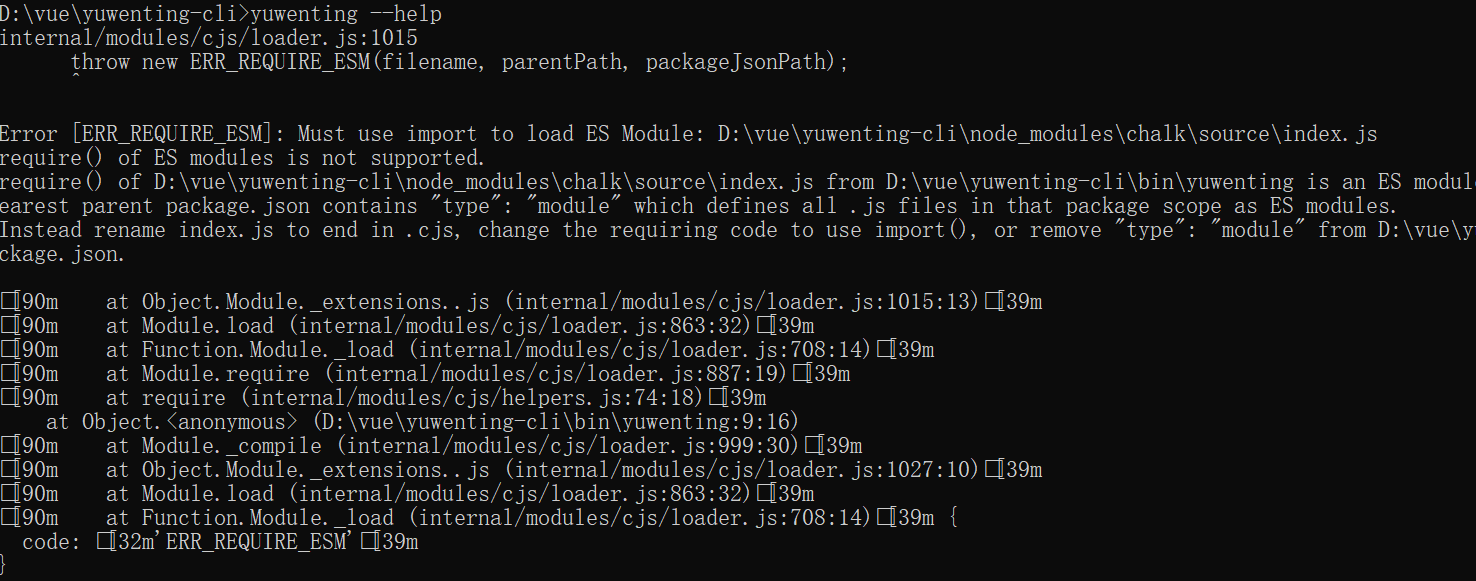 D:\vue\yuwenting-cli>yuwenting --help
internal/modules/cjs/loader.js:1015
      throw new ERR_REQUIRE_ESM(filename, parentPath, packageJsonPath);
      ^
Error [ERR_REQUIRE_ESM]: Must use import to load ES Module: D:\vue\yuwenting-cli\node_modules\chalk\source\index.js
require() of ES modules is not supported.
require() of D:\vue\yuwenting-cli\node_modules\chalk\source\index.js from D:\vue\yuwenting-cli\bin\yuwenting is an ES modul
earest parent package.json contains "type": "module" which defines all .js files in that package scope as ES modules.
Instead rename index.js to end in .cjs, change the requiring code to use import(), or remove "type": "module" from D:\vue\y
ckage.json.
□[90m    at Object.Module._extensions..js (internal/modules/cjs/loader.js:1015:13)□[39m
□[90m    at Module.load (internal/modules/cjs/loader.js:863:32)□[39m
□[90m    at Function.Module._load (internal/modules/cjs/loader.js:708:14)□[39m
□[90m    at Module.require (internal/modules/cjs/loader.js:887:19)□[39m
□[90m    at require (internal/modules/cjs/helpers.js:74:18)□[39m
    at Object.<anonymous> (D:\vue\yuwenting-cli\bin\yuwenting:9:16)
□[90m    at Module._compile (internal/modules/cjs/loader.js:999:30)□[39m
□[90m    at Object.Module._extensions..js (internal/modules/cjs/loader.js:1027:10)□[39m
□[90m    at Module.load (internal/modules/cjs/loader.js:863:32)□[39m
□[90m    at Function.Module._load (internal/modules/cjs/loader.js:708:14)□[39m {
  code: □[32m'ERR_REQUIRE_ESM'□[39m
}